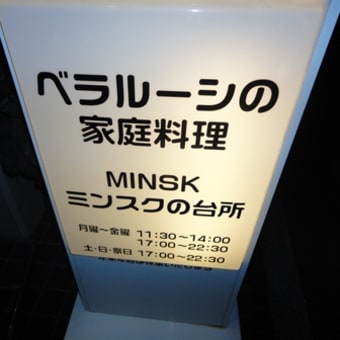 ベラルーシの
家庭料理
MINSK
ミンスクの台所
月曜～金曜 11:30～14:00
17:00～22:30
土・日・祭日 17:00～22:30